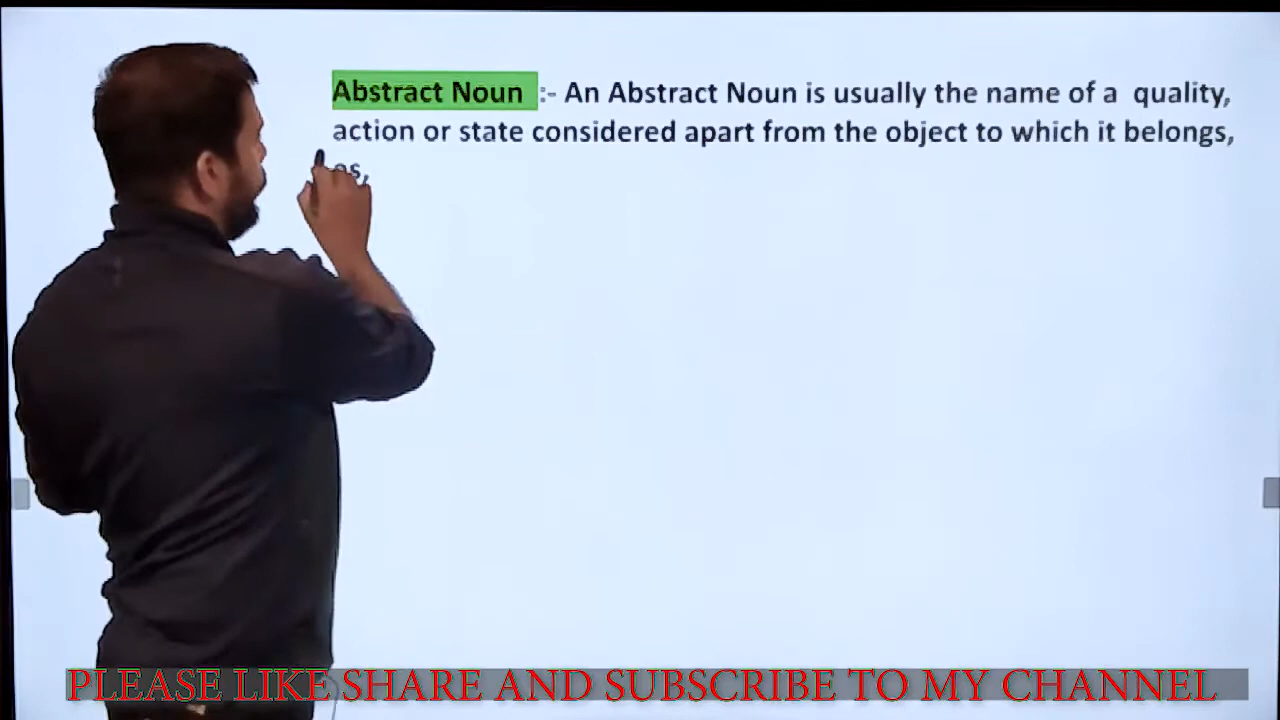 Abstract Noun :- An Abstract Noun is usually the name of a quality,
action or state considered apart from the object to which it belongs,
as,
PLEASE LIKE SHARE AND SUBSCRIBE TO MY CHANNEL